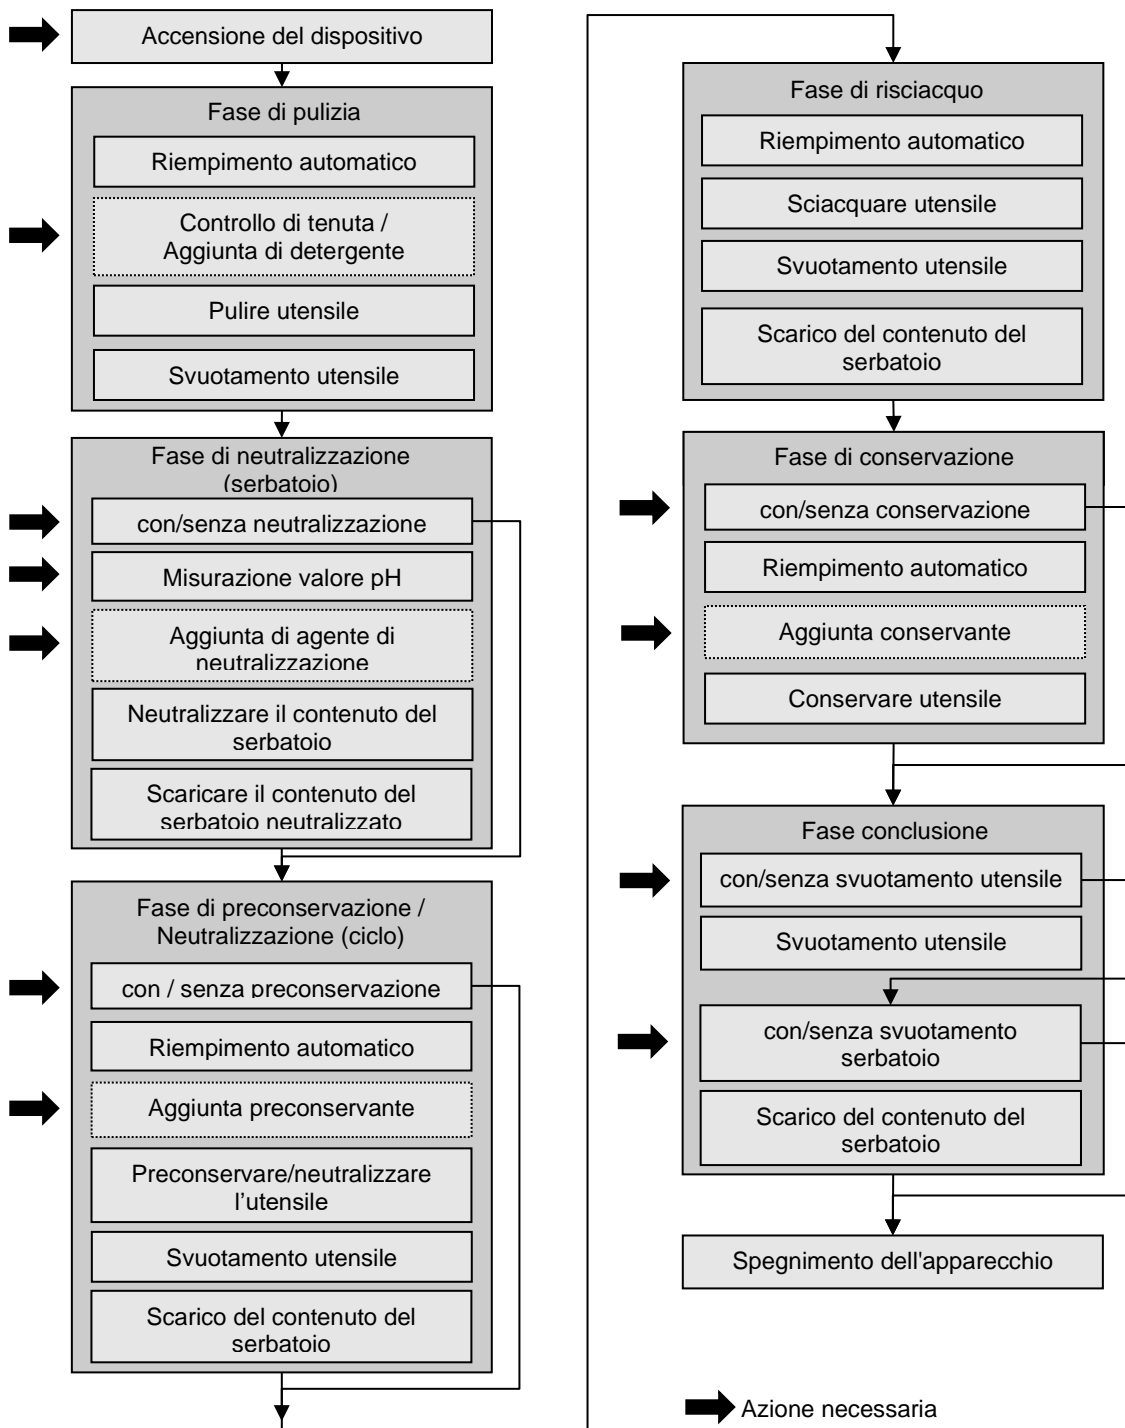 Accensione del dispositivo
Fase di pulizia
Riempimento automatico
Controllo di tenuta /
Aggiunta di detergente
Pulire utensile
Svuotamento utensile
Fase di neutralizzazione
(serbatoio)
con/senza neutralizzazione
Misurazione valore pH
Aggiunta di agente di
neutralizzazione
Neutralizzare il contenuto del
serbatoio
Scaricare il contenuto del
serbatoio neutralizzato
Fase di preconservazione /
Neutralizzazione (ciclo)
con / senza preconservazione
Riempimento automatico
Aggiunta preconservante
Preconservare/neutralizzare
l'utensile
Svuotamento utensile
Scarico del contenuto del
serbatoio
Fase di risciacquo
Riempimento automatico
Sciacquare utensile
Svuotamento utensile
Scarico del contenuto del
serbatoio
Fase di conservazione
con/senza conservazione
Riempimento automatico
Aggiunta conservante
Conservare utensile
Fase conclusione
con/senza svuotamento utensile
Svuotamento utensile
con/senza svuotamento
serbatoio
Scarico del contenuto del
serbatoio
Spegnimento dell'apparecchio
Azione necessaria